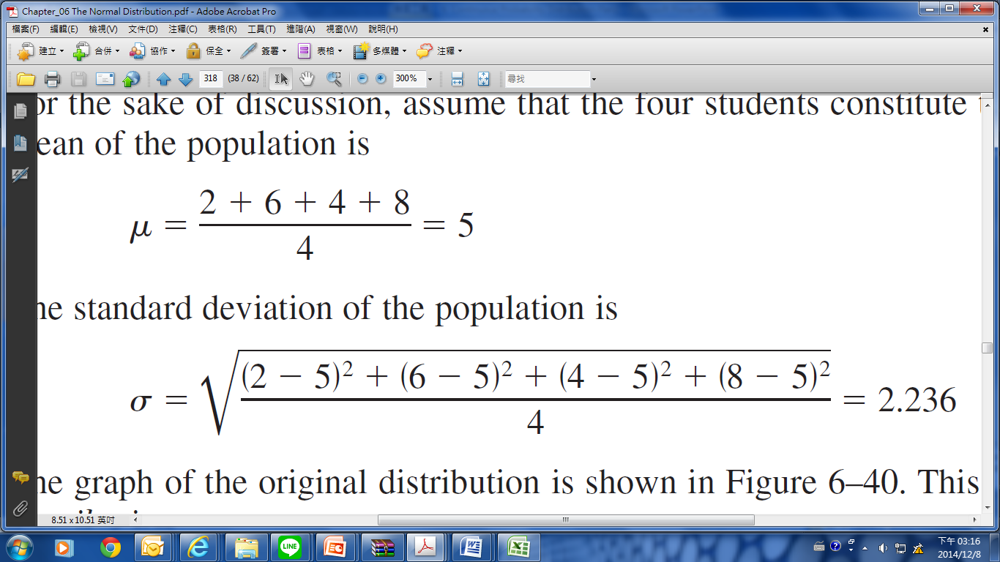 Chapter_06 The Normal Distribution.pdf - Adobe Acrobat Pro
檔案(F) 編輯(E) 檢視(V) 文件(D) 注釋(C) 表格(R) 工具(T) 進階(A) 視窗(W) 說明(H)
建立 合併 協作 保全 簽署 表格 多媒體 注釋
318 (38 / 62) 300% 尋找
or the sake of discussion, assume that the four students constitute
ean of the population is
μ = (2 + 6 + 4 + 8)/4 = 5
he standard deviation of the population is
σ = √((2 − 5)² + (6 − 5)² + (4 − 5)² + (8 − 5)²)/4 = 2.236
he graph of the original distribution is shown in Figure 6–40. This
8.51 x 10.51 英吋
LINE
下午 03:16
2014/12/8